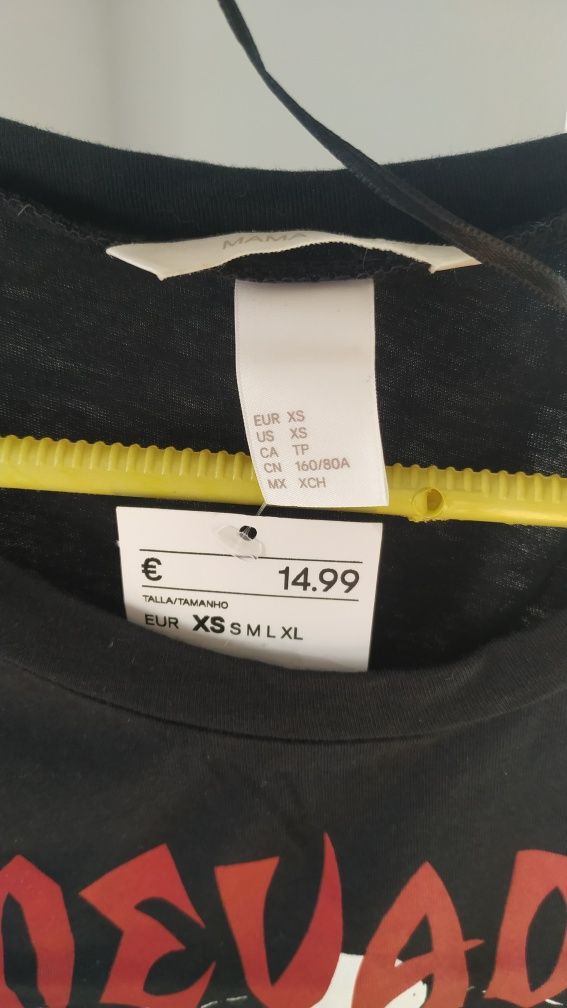 MAMA
EUR XS
US XS
CA TP
CN 160/80A
MX XCH
€ 14.99
TALLA/TAMANHO
EUR XS S M L XL